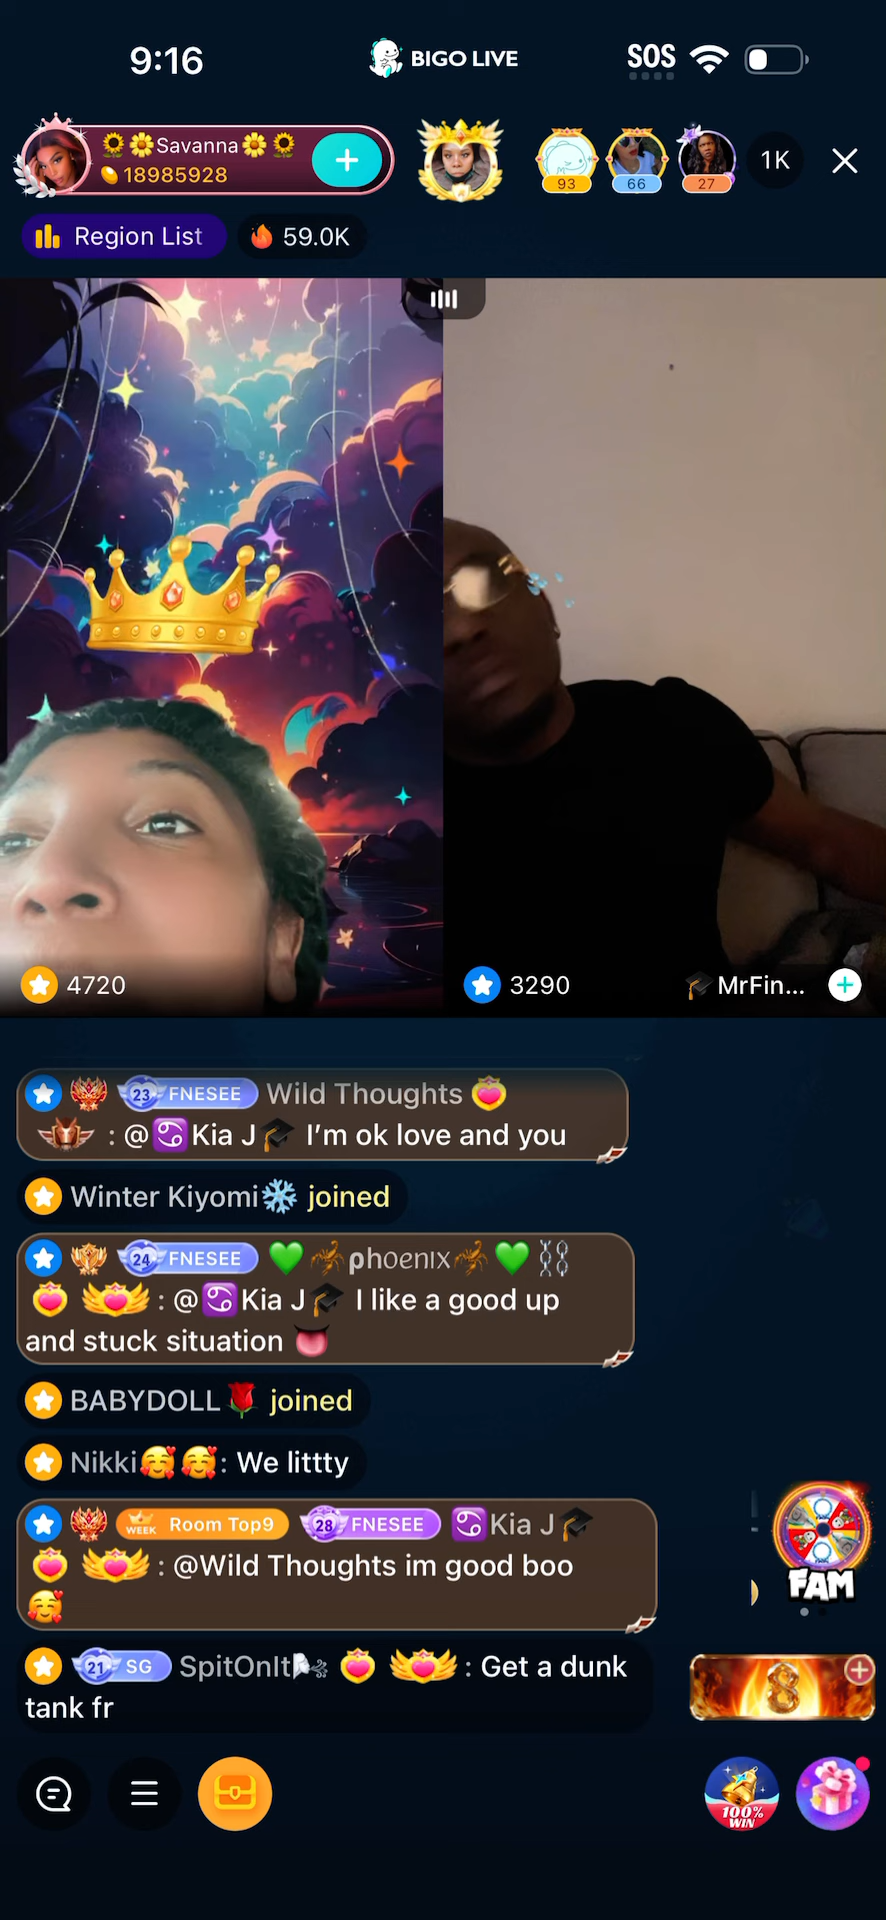 9:16
BIGO LIVE
SOS
🌻🌼Savanna🌼🌻
18985928
93
66
27
1K
Region List
59.0K
4720
3290
🎓MrFin...
23 FNESEE Wild Thoughts
: @♋Kia J🎓 I’m ok love and you
Winter Kiyomi❄️ joined
24 FNESEE 💚🦂ρhoenιx🦂💚⛓️
: @♋Kia J🎓 I like a good up
and stuck situation 👅
BABYDOLL🌹 joined
Nikki🥰🥰: We littty
WEEK Room Top9 28 FNESEE ♋Kia J🎓
: @Wild Thoughts im good boo
🥰
FAM
21 SG SpitOnIt🌬️ : Get a dunk
tank fr
8
100%
WIN